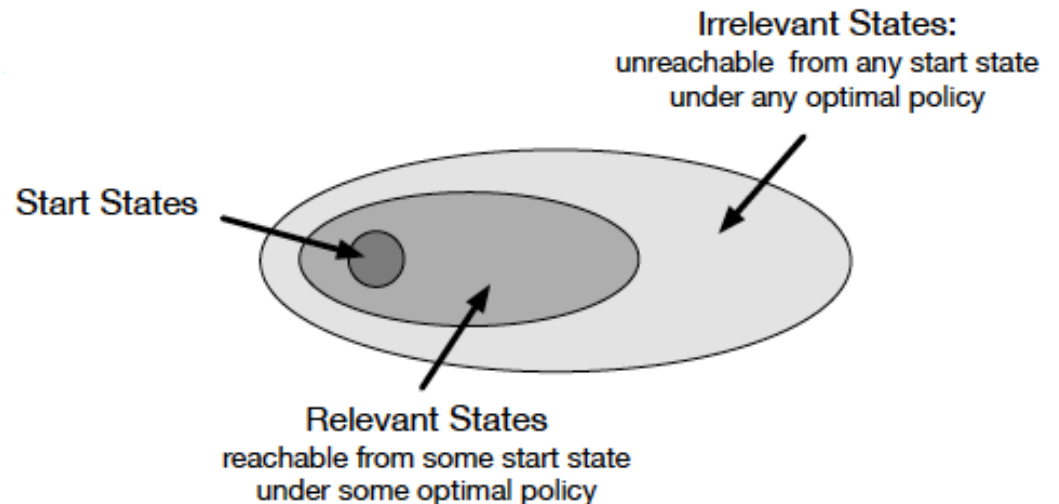 Irrelevant States:
unreachable from any start state
under any optimal policy
Start States
Relevant States
reachable from some start state
under some optimal policy